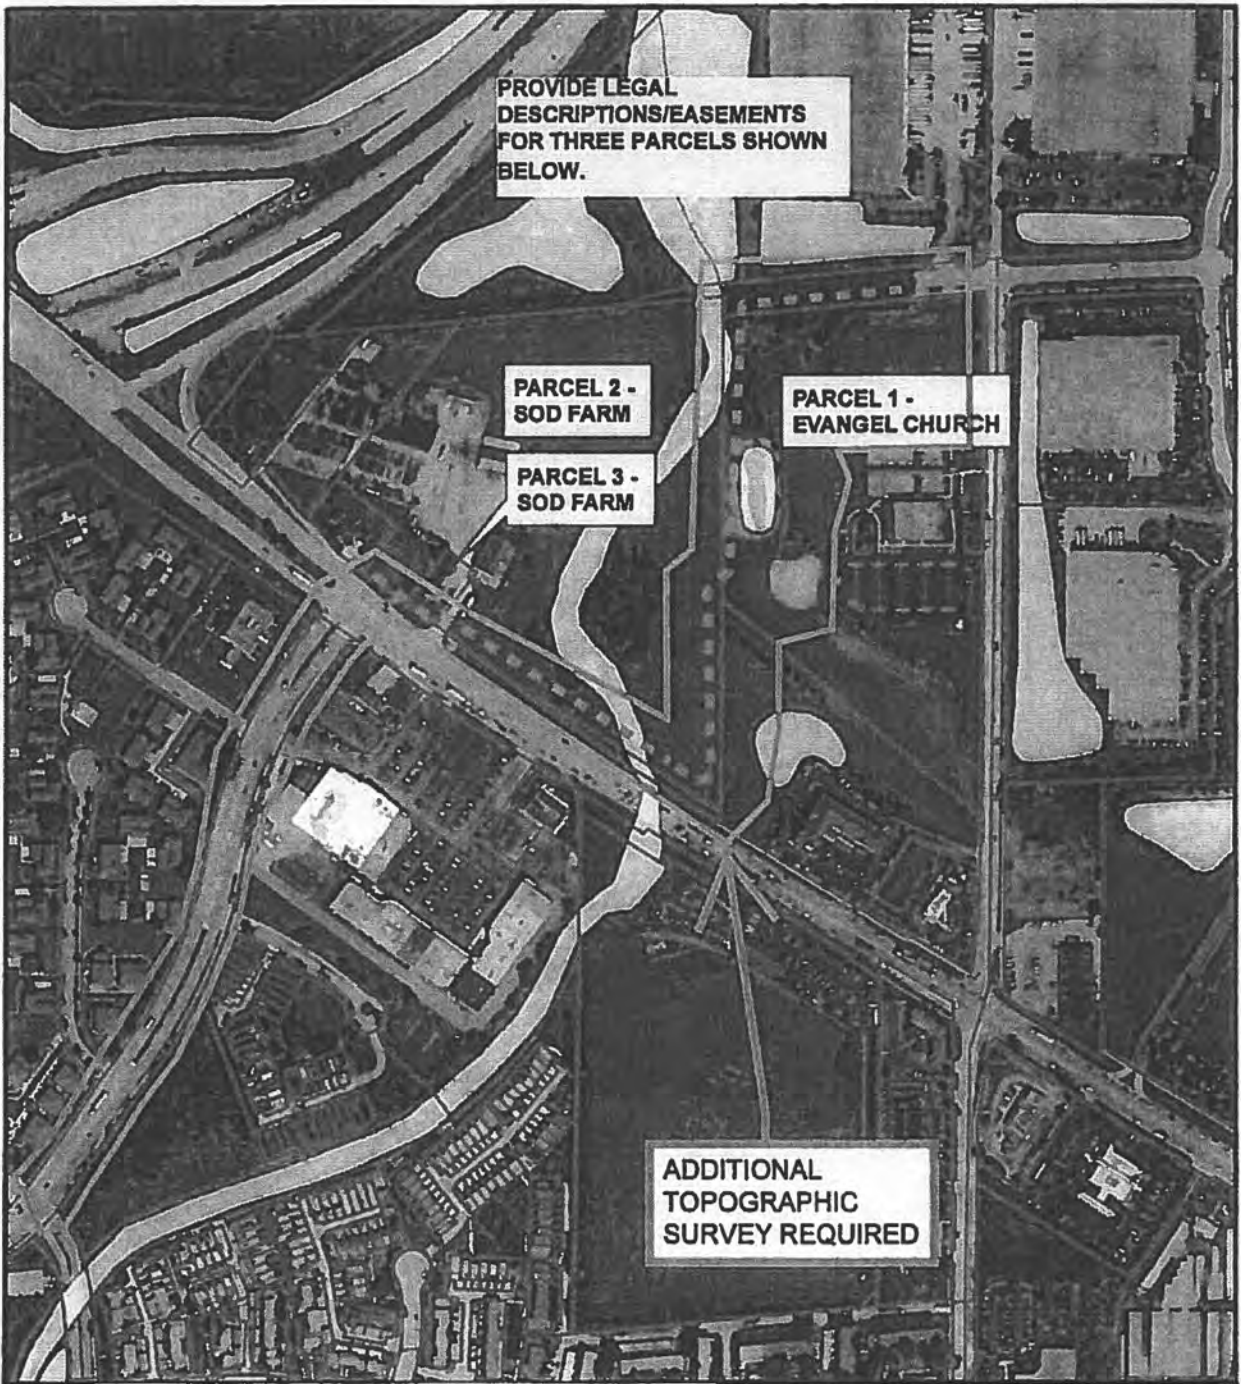 PROVIDE LEGAL
DESCRIPTIONS/EASEMENTS
FOR THREE PARCELS SHOWN
BELOW.
PARCEL 2 -
SOD FARM
PARCEL 1 -
EVANGEL CHURCH
PARCEL 3 -
SOD FARM
ADDITIONAL
TOPOGRAPHIC
SURVEY REQUIRED